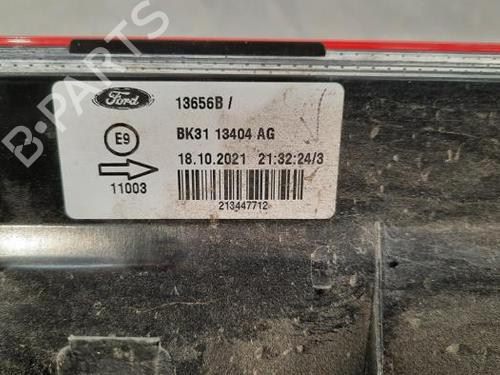 B-PARTS
Ford
13656B /
E9
BK31 13404 AG
18.10.2021 21:32:24/3
11003
213447712